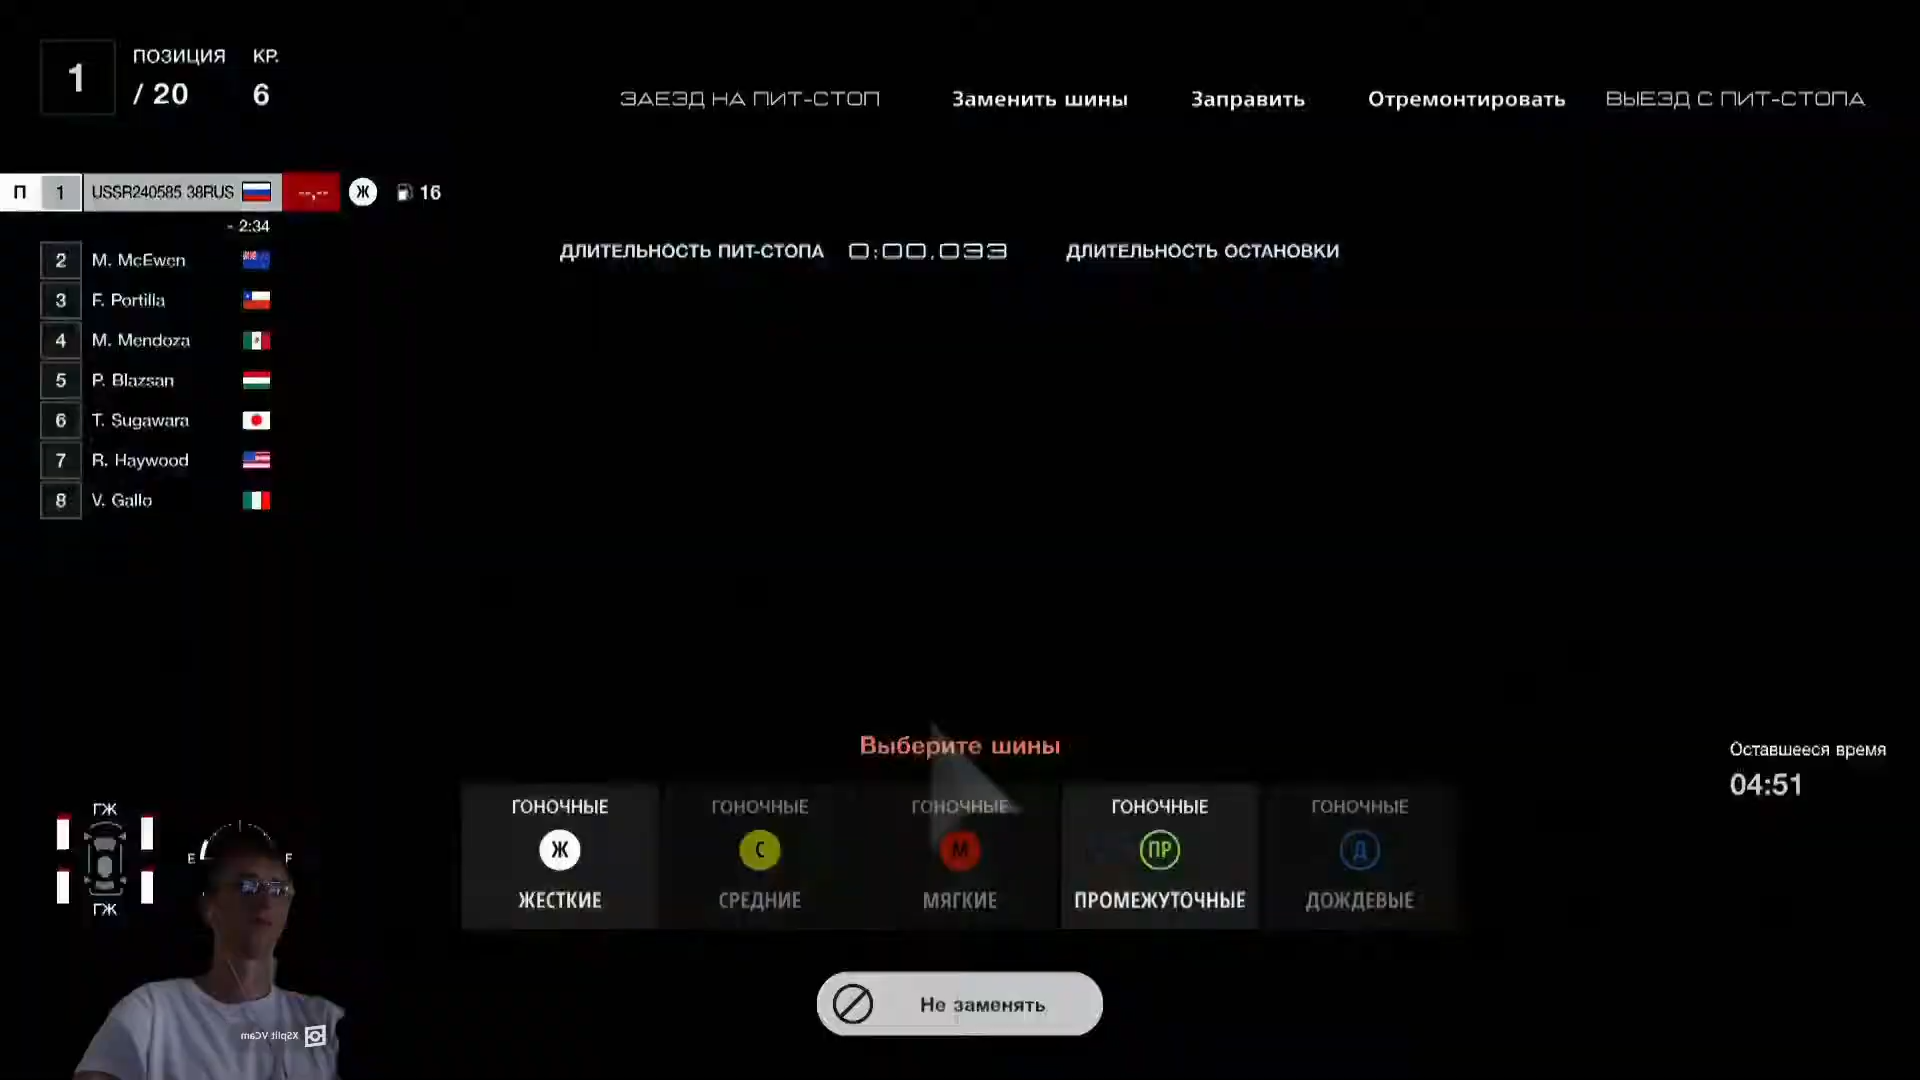 1
ПОЗИЦИЯ КР.
/ 20 6
ЗАЕЗД НА ПИТ-СТОП Заменить шины Заправить Отремонтировать ВЫЕЗД С ПИТ-СТОПА
П 1 USSR240585 38RUS --,-- Ж 16
- 2:34
ДЛИТЕЛЬНОСТЬ ПИТ-СТОПА 0:00,033 ДЛИТЕЛЬНОСТЬ ОСТАНОВКИ
2 M. McEwen
3 F. Portilla
4 M. Mendoza
5 P. Blazsan
6 T. Sugawara
7 R. Haywood
8 V. Gallo
Выберите шины
Оставшееся время
04:51
ГОНОЧНЫЕ Ж ЖЕСТКИЕ
ГОНОЧНЫЕ С СРЕДНИЕ
ГОНОЧНЫЕ М МЯГКИЕ
ГОНОЧНЫЕ ПР ПРОМЕЖУТОЧНЫЕ
ГОНОЧНЫЕ Д ДОЖДЕВЫЕ
ГЖ
ГЖ
E F
Не заменять
XSplit VCam